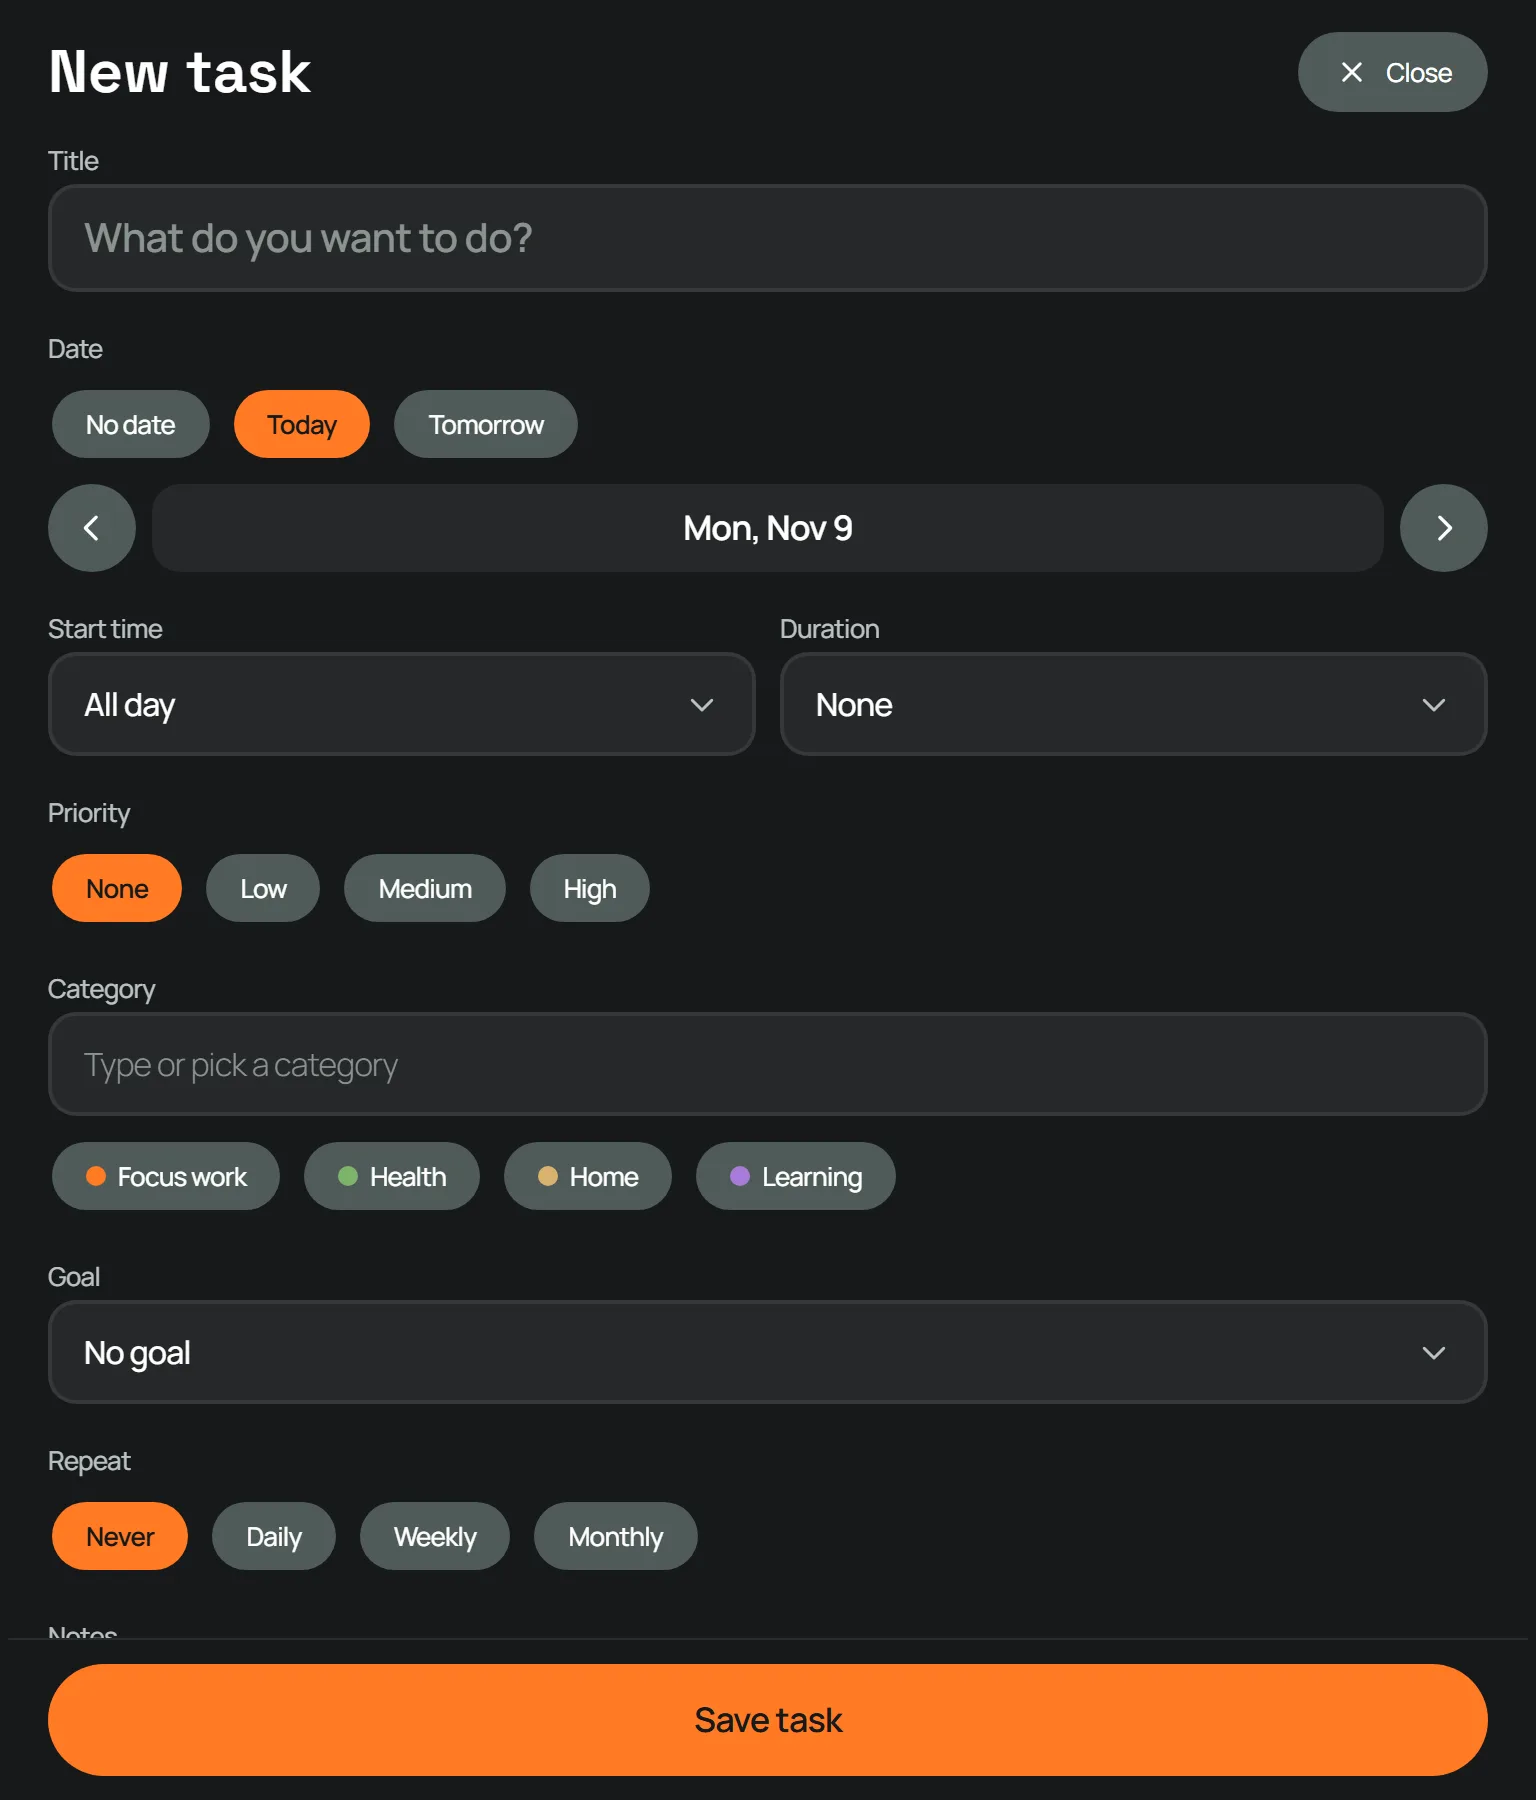 New task
Close
Title
What do you want to do?
Date
No date
Today
Tomorrow
Mon, Nov 9
Start time
Duration
All day
None
Priority
None
Low
Medium
High
Category
Type or pick a category
Focus work
Health
Home
Learning
Goal
No goal
Repeat
Never
Daily
Weekly
Monthly
Notes
Save task